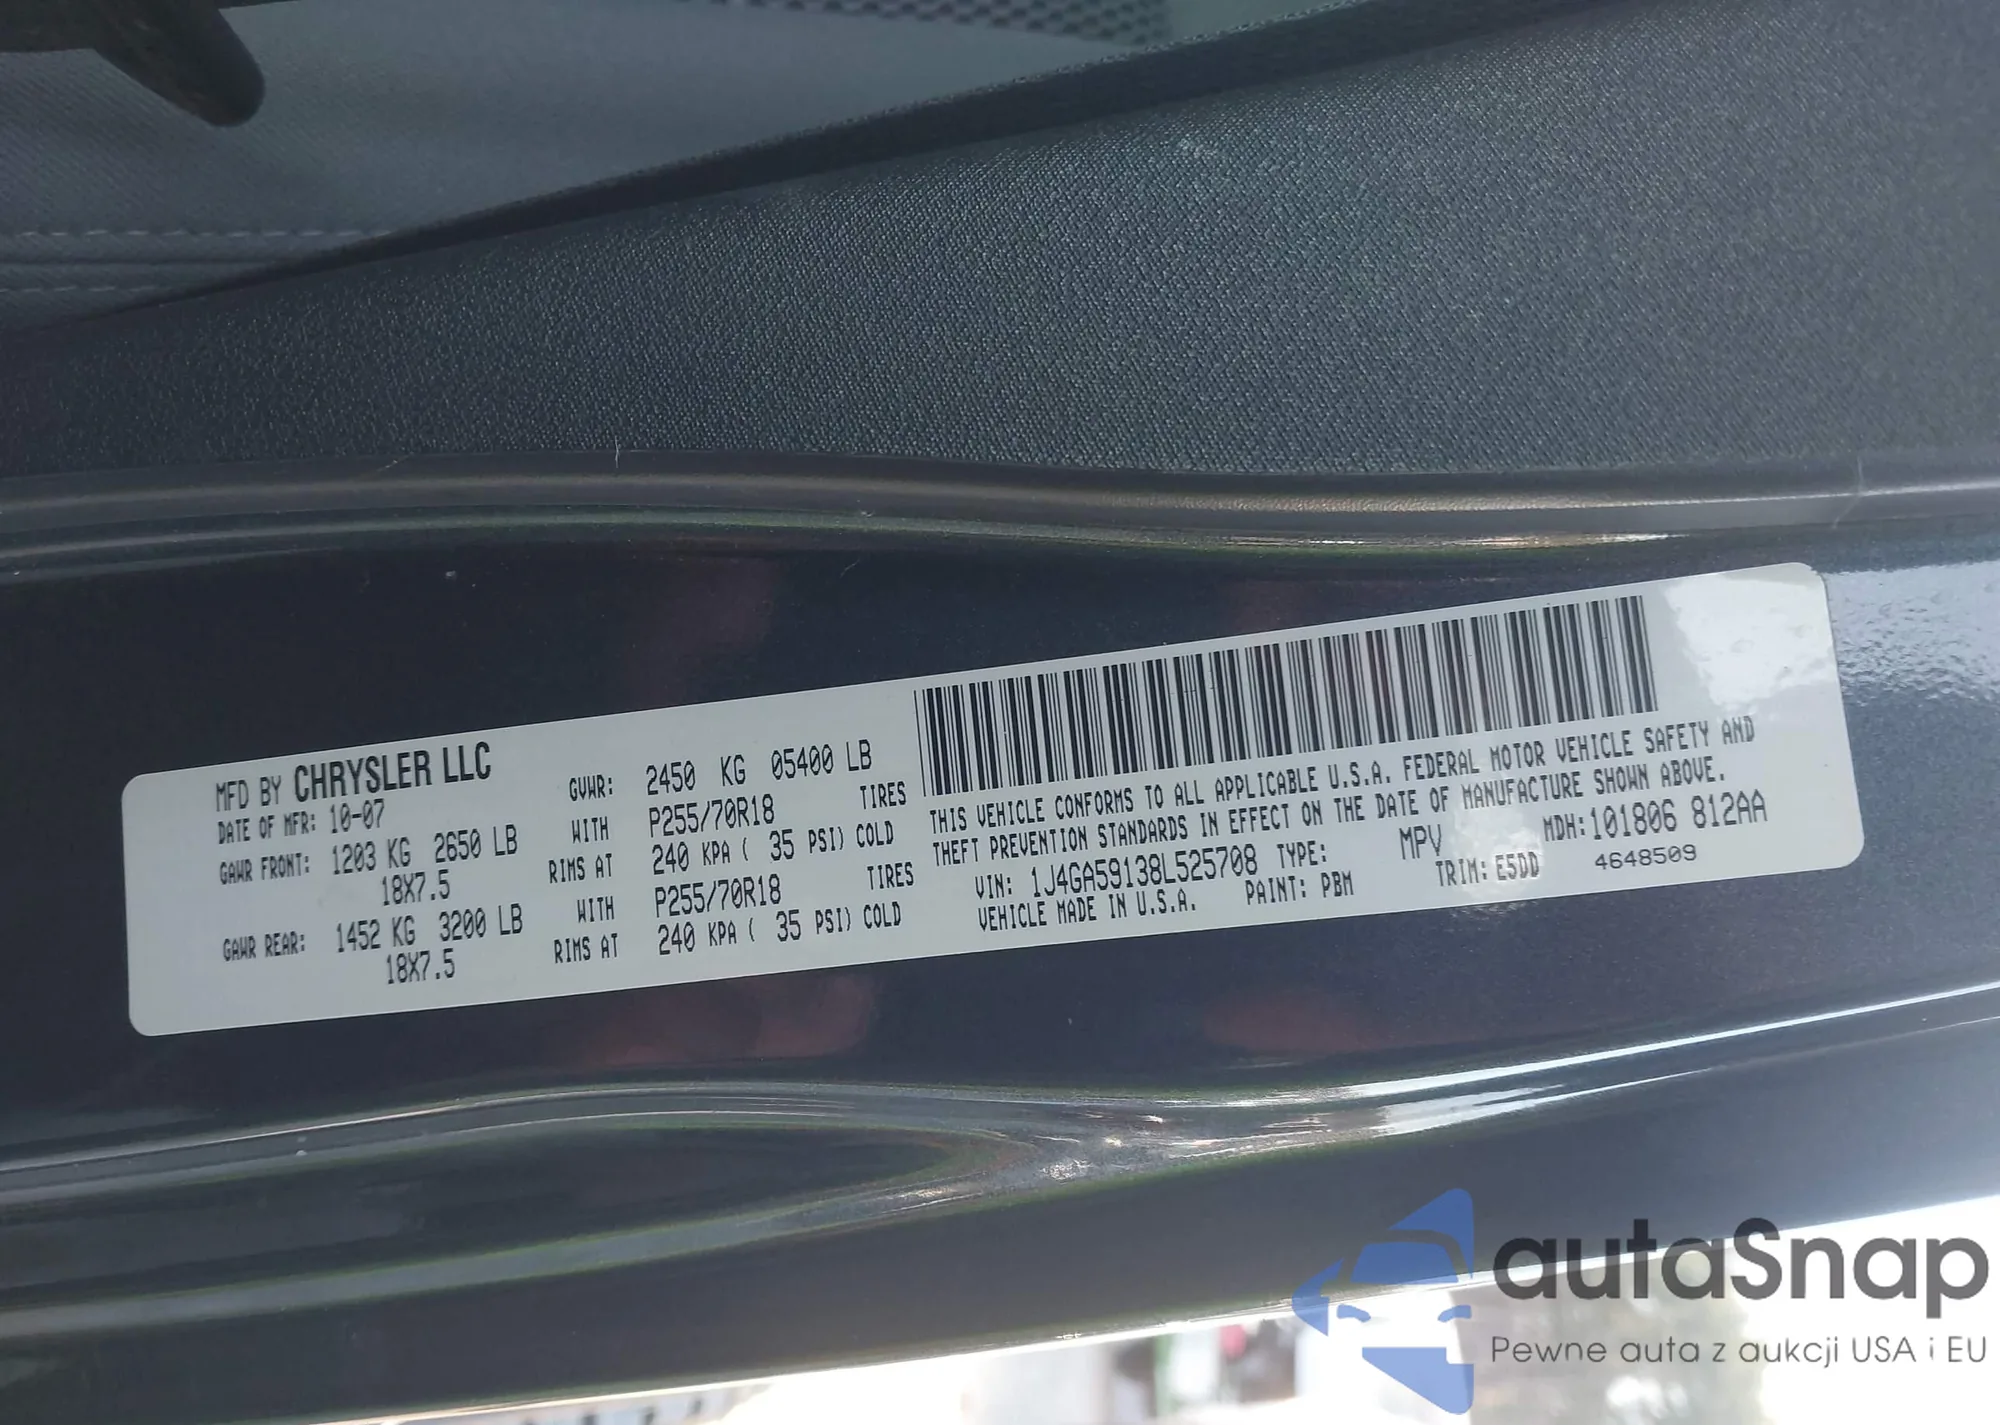 MFD BY CHRYSLER LLC
DATE OF MFR: 10-07
GAWR FRONT: 1203 KG 2650 LB
18X7.5
GAWR REAR: 1452 KG 3200 LB
18X7.5
GVWR: 2450 KG 05400 LB
WITH P255/70R18 TIRES
RIMS AT 240 KPA ( 35 PSI) COLD
WITH P255/70R18 TIRES
RIMS AT 240 KPA ( 35 PSI) COLD
THIS VEHICLE CONFORMS TO ALL APPLICABLE U.S.A. FEDERAL MOTOR VEHICLE SAFETY AND
THEFT PREVENTION STANDARDS IN EFFECT ON THE DATE OF MANUFACTURE SHOWN ABOVE.
VIN: 1J4GA59138L525708 TYPE: MPV MDH: 101806 812AA
VEHICLE MADE IN U.S.A. PAINT: PBM TRIM: E5DD 4648509
autaSnap
Pewne auta z aukcji USA i EU